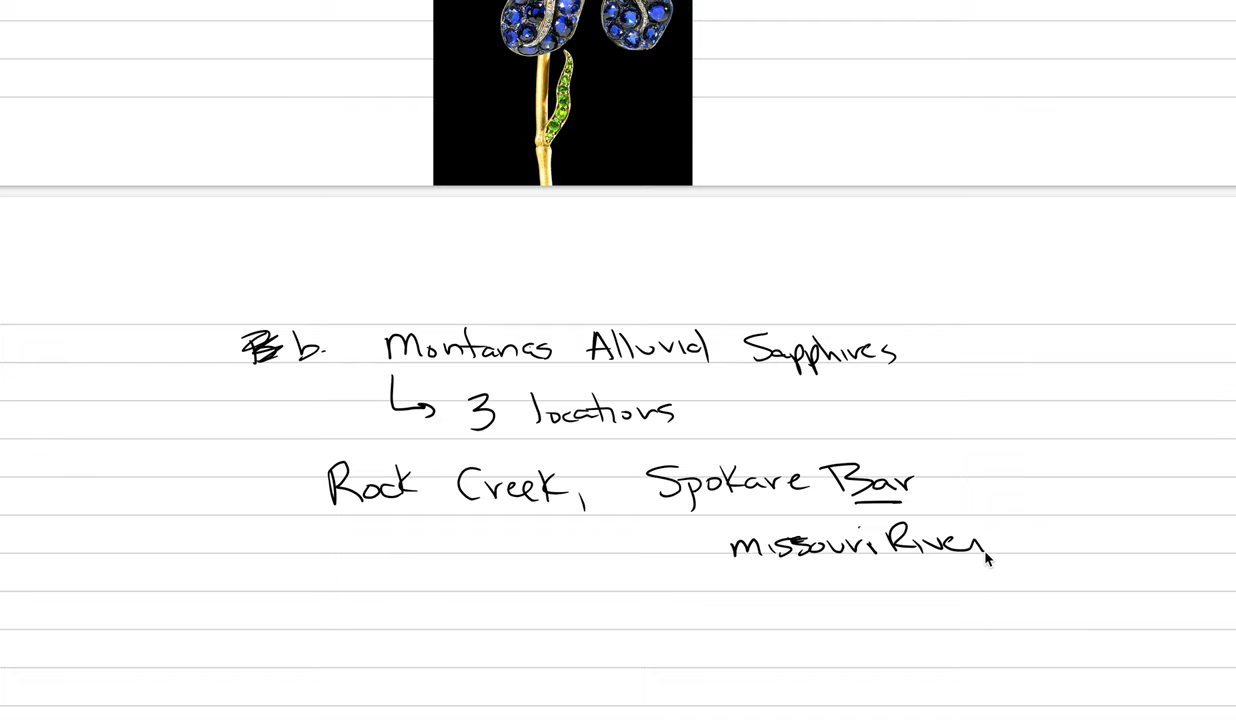 b. Montanas Alluvial Sapphires
↳ 3 locations
Rock Creek, Spokane Bar
missouri River